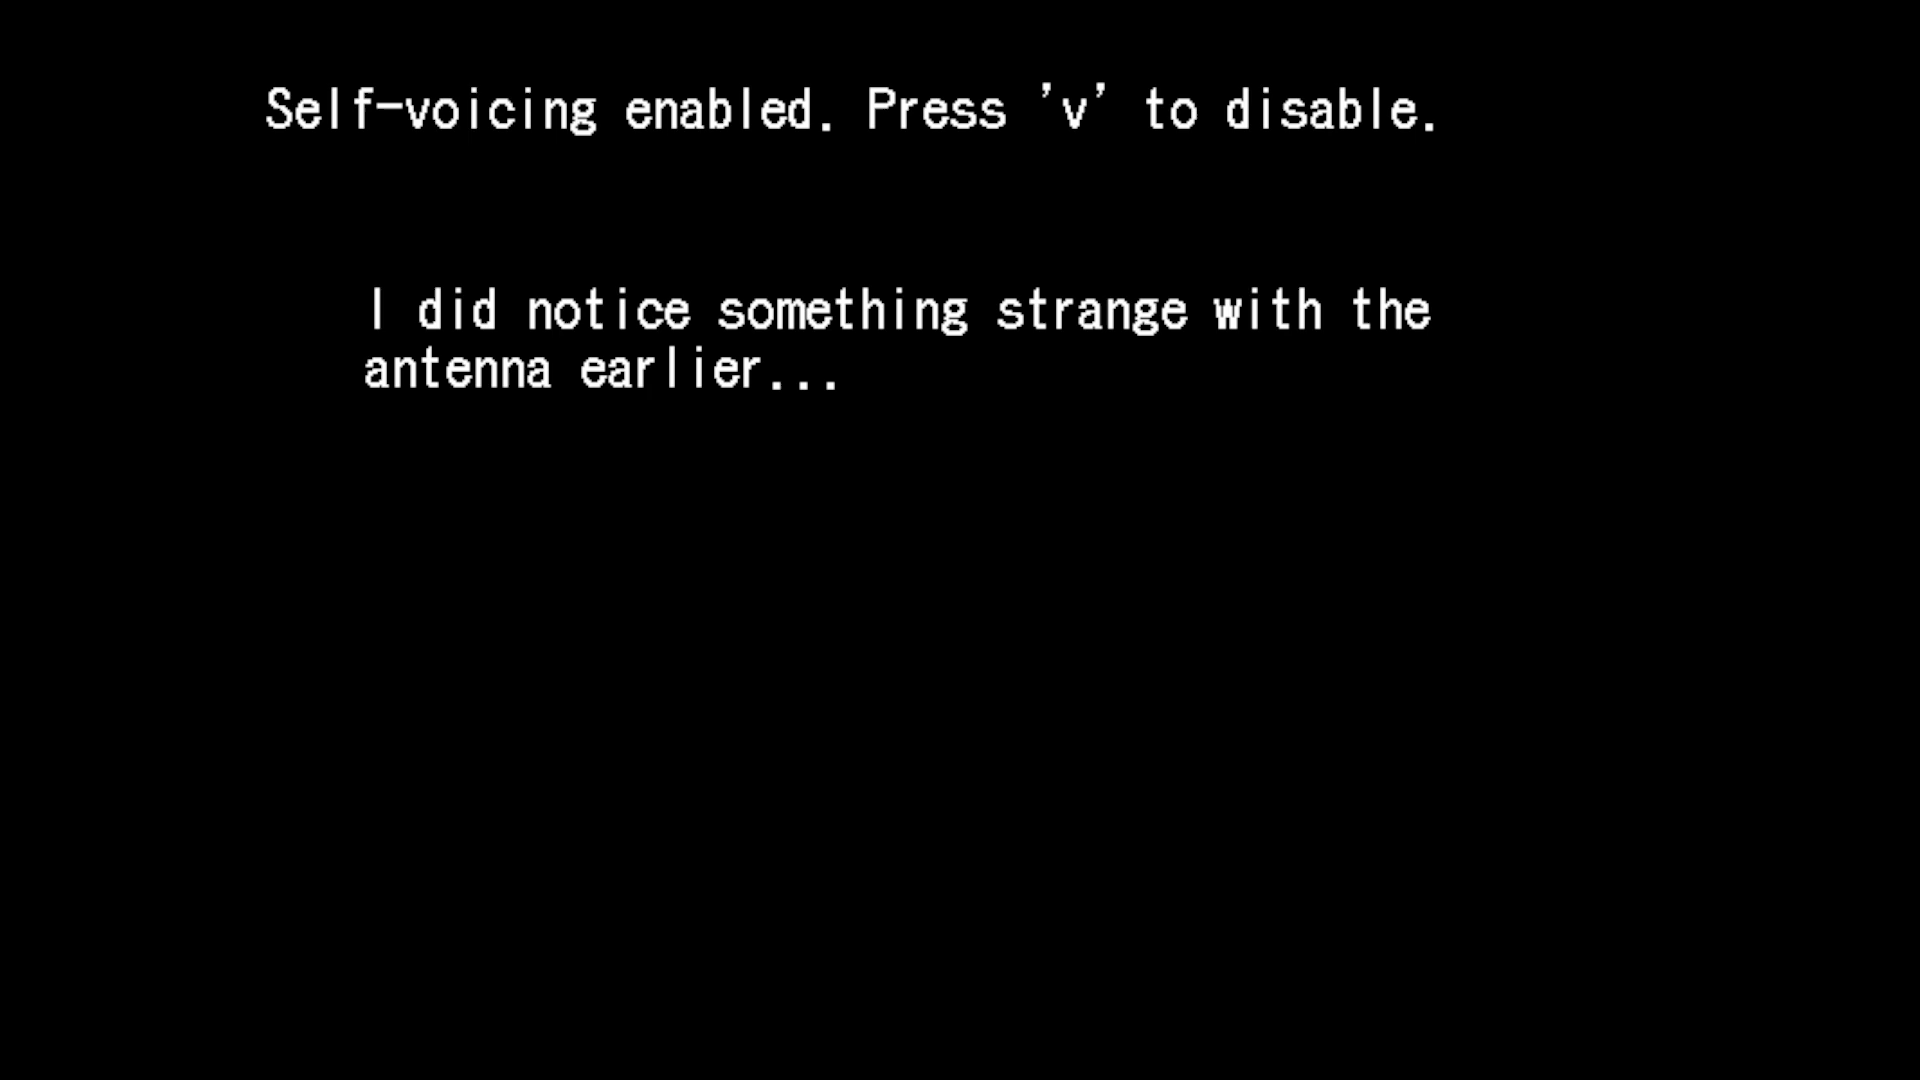 Self-voicing enabled. Press 'v' to disable.
I did notice something strange with the
antenna earlier...